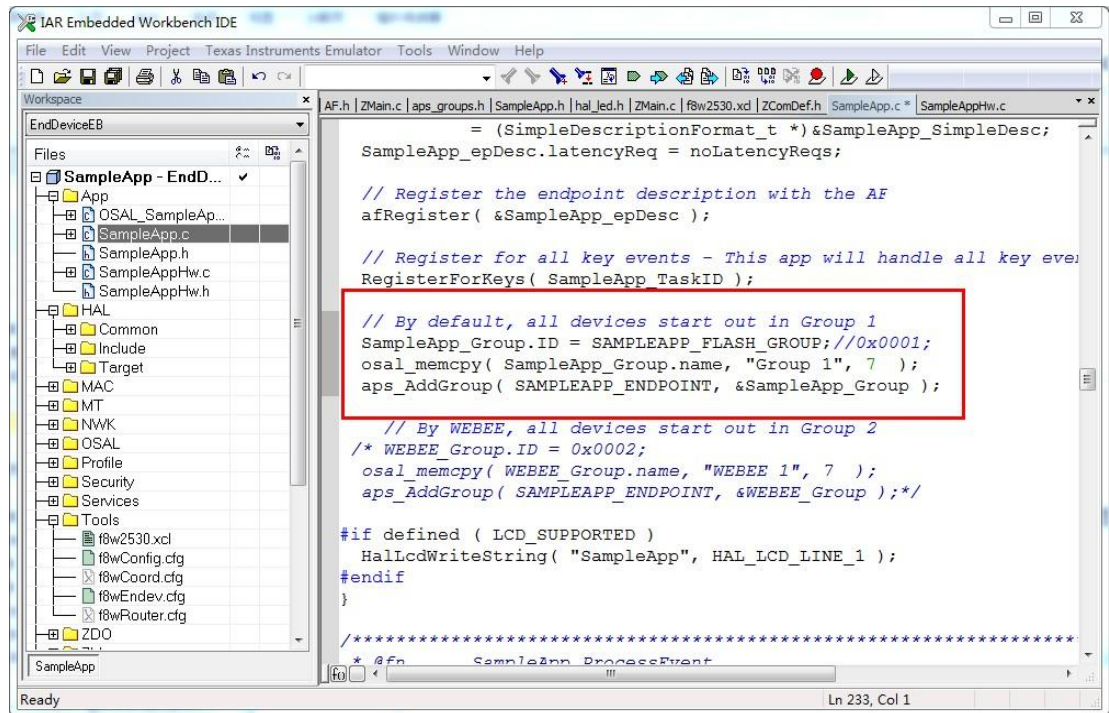 IAR Embedded Workbench IDE
File Edit View Project Texas Instruments Emulator Tools Window Help
Workspace
AF.h | ZMain.c | aps_groups.h | SampleApp.h | hal_led.h | ZMain.c | f8w2530.xcl | ZComDef.h SampleApp.c * SampleAppHw.c
EndDeviceEB
Files
SampleApp - EndD...
App
OSAL_SampleAp...
SampleApp.c
SampleApp.h
SampleAppHw.c
SampleAppHw.h
HAL
Common
Include
Target
MAC
MT
NWK
OSAL
Profile
Security
Services
Tools
f8w2530.xcl
f8wConfig.cfg
f8wCoord.cfg
f8wEndev.cfg
f8wRouter.cfg
ZDO
SampleApp
= (SimpleDescriptionFormat_t *)&SampleApp_SimpleDesc;
SampleApp_epDesc.latencyReq = noLatencyReqs;
// Register the endpoint description with the AF
afRegister( &SampleApp_epDesc );
// Register for all key events - This app will handle all key eve
RegisterForKeys( SampleApp_TaskID );
// By default, all devices start out in Group 1
SampleApp_Group.ID = SAMPLEAPP_FLASH_GROUP;//0x0001;
osal_memcpy( SampleApp_Group.name, "Group 1", 7 );
aps_AddGroup( SAMPLEAPP_ENDPOINT, &SampleApp_Group );
// By WEBEE, all devices start out in Group 2
/* WEBEE_Group.ID = 0x0002;
osal_memcpy( WEBEE_Group.name, "WEBEE 1", 7 );
aps_AddGroup( SAMPLEAPP_ENDPOINT, &WEBEE_Group );*/
#if defined ( LCD_SUPPORTED )
HalLcdWriteString( "SampleApp", HAL_LCD_LINE_1 );
#endif
}
/*******************************************************************
* @fn SampleApp_ProcessEvent
Ready
Ln 233, Col 1